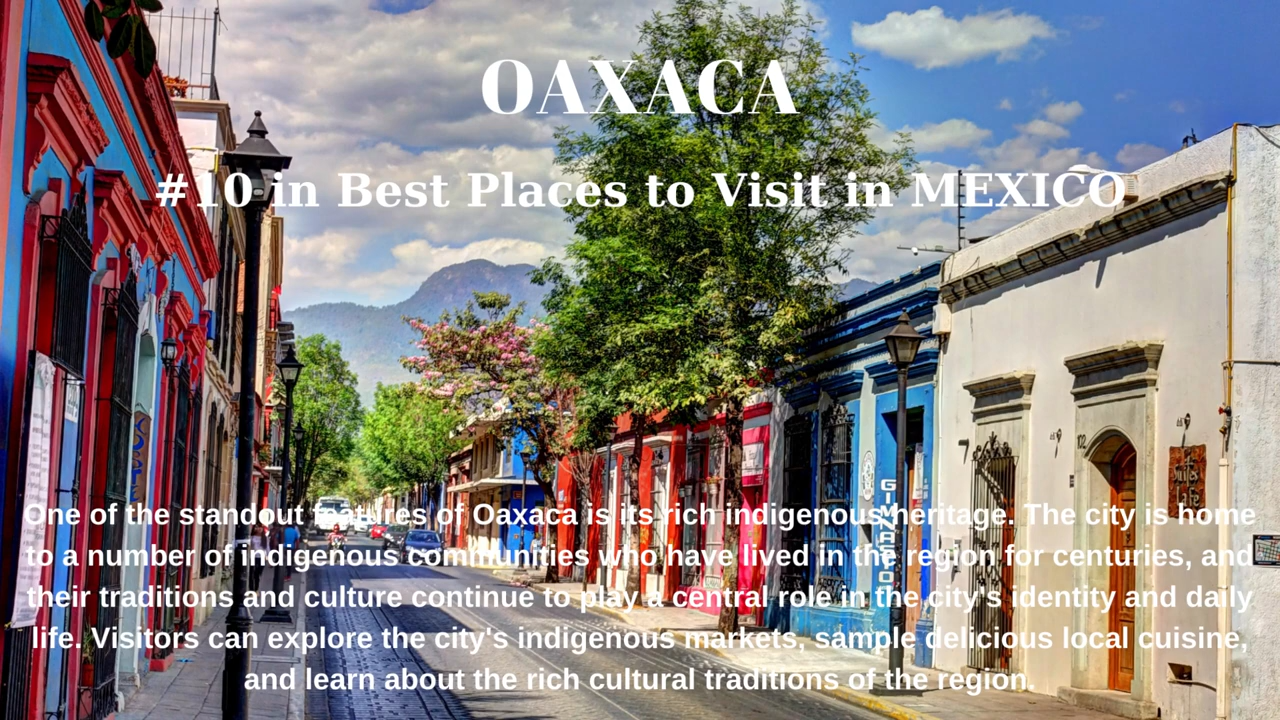 OAXACA
#10 in Best Places to Visit in MEXICO
One of the standout features of Oaxaca is its rich indigenous heritage. The city is home
to a number of indigenous communities who have lived in the region for centuries, and
their traditions and culture continue to play a central role in the city's identity and daily
life. Visitors can explore the city's indigenous markets, sample delicious local cuisine,
and learn about the rich cultural traditions of the region.
102